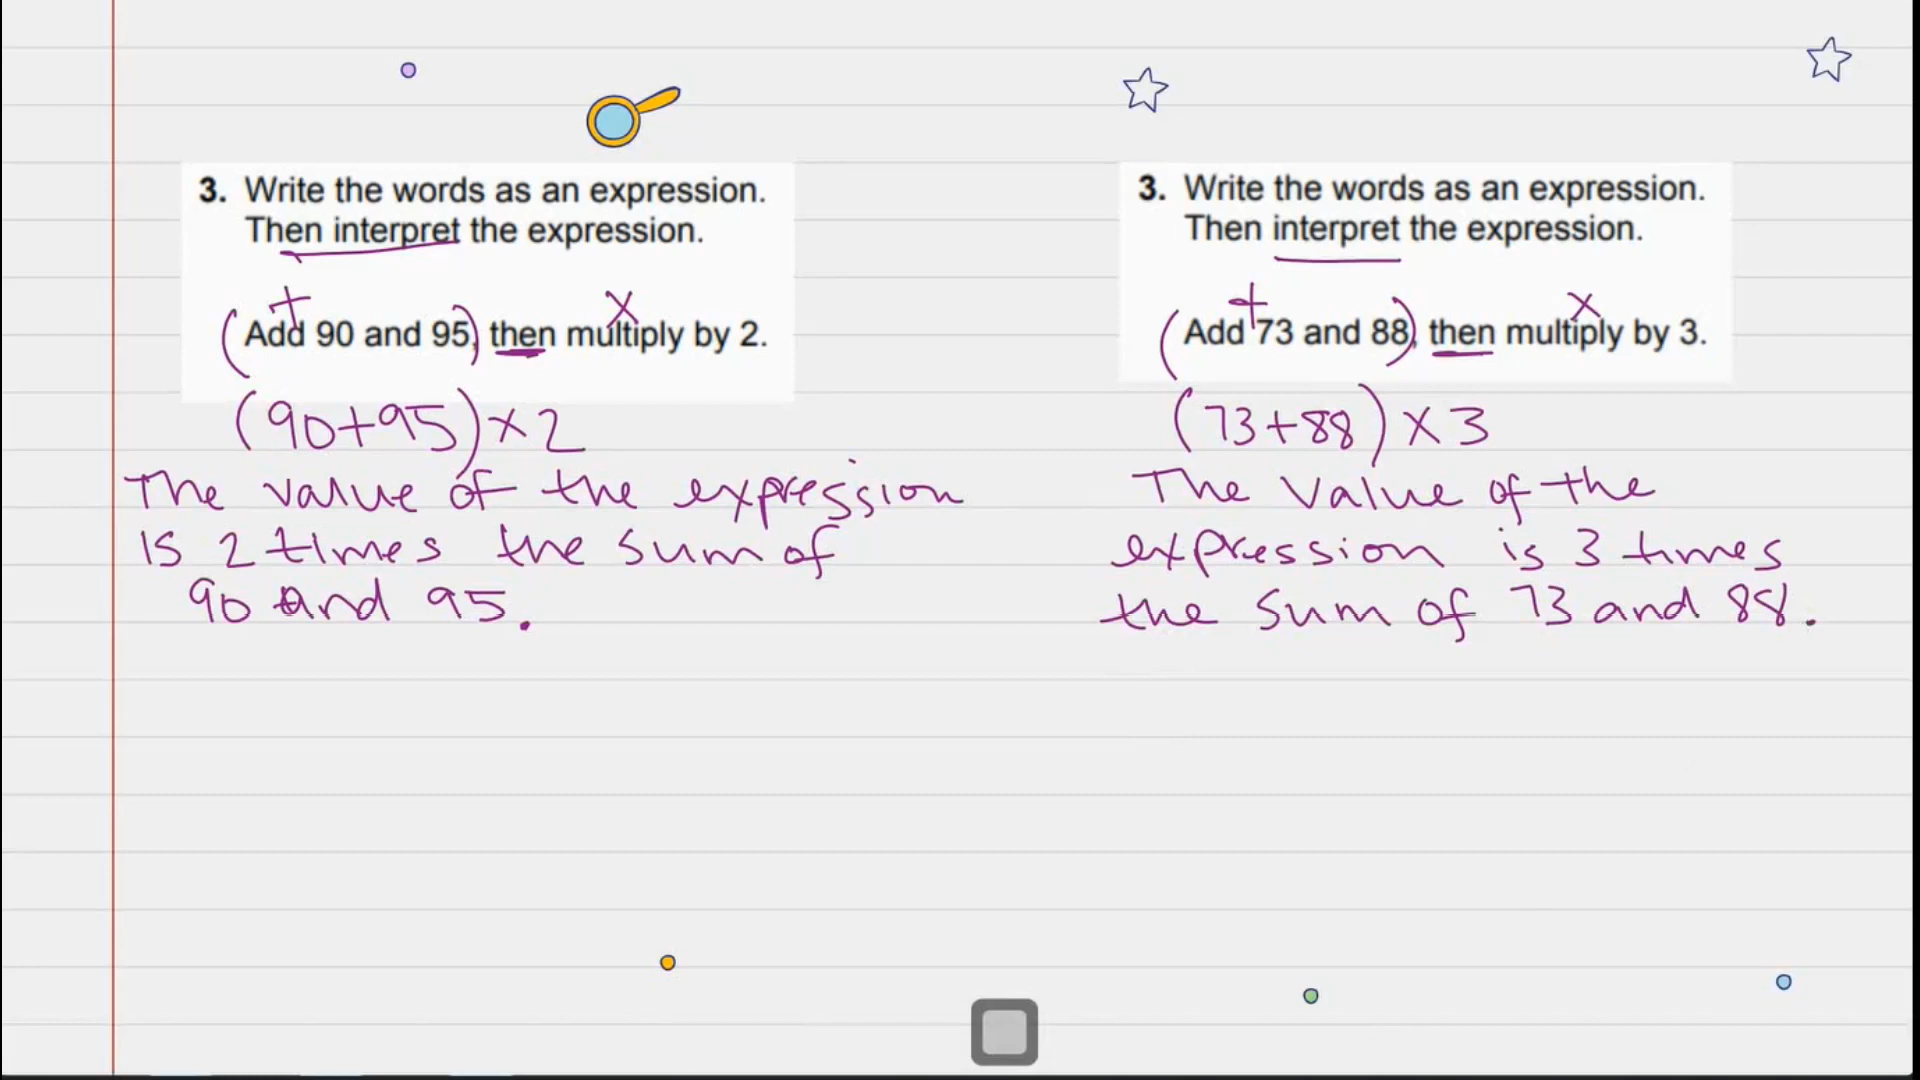 3. Write the words as an expression.
Then interpret the expression.
+ ×
(Add 90 and 95), then multiply by 2.
(90+95)×2
The value of the expression
is 2 times the sum of
90 and 95.
3. Write the words as an expression.
Then interpret the expression.
+ ×
(Add 73 and 88), then multiply by 3.
(73+88)×3
The value of the
expression is 3 times
the sum of 73 and 88.